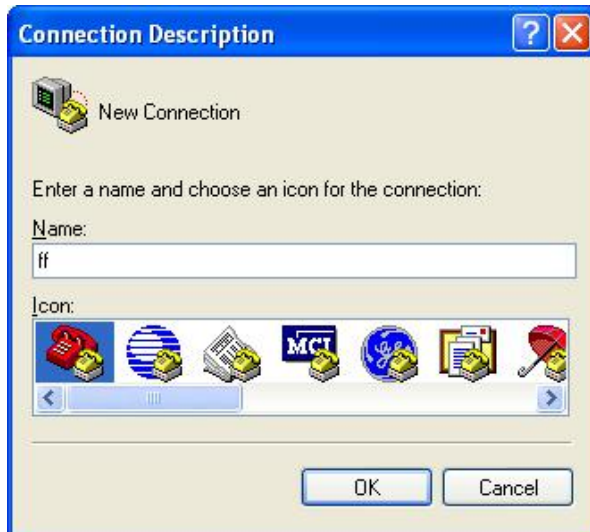 Connection Description
New Connection
Enter a name and choose an icon for the connection:
Name:
ff
Icon:
MCI
OK Cancel